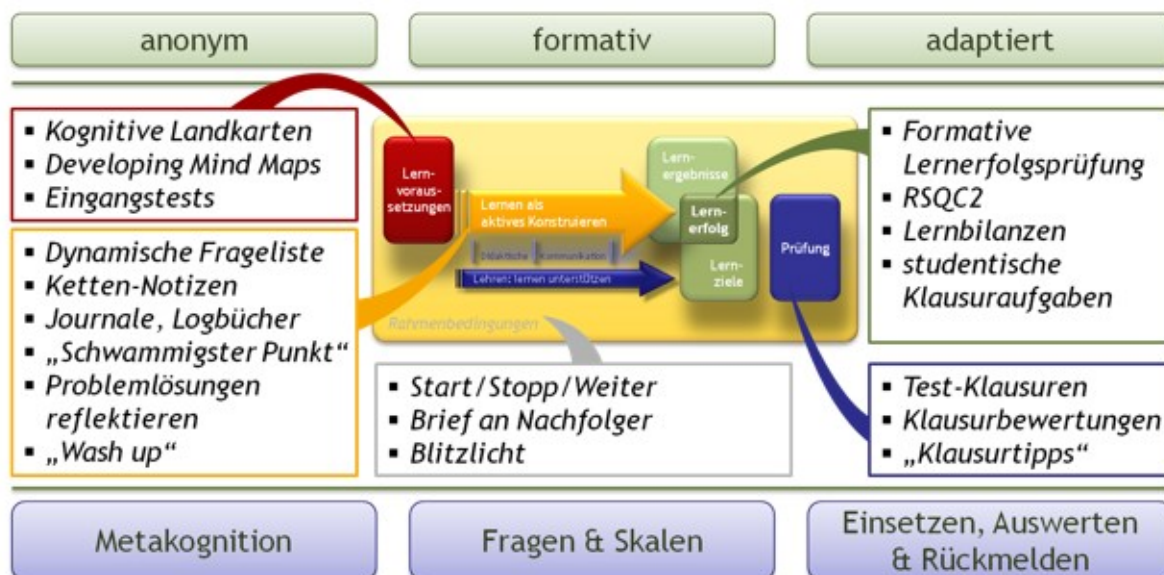 anonym
formativ
adaptiert
▪ Kognitive Landkarten
▪ Developing Mind Maps
▪ Eingangstests
▪ Dynamische Frageliste
▪ Ketten-Notizen
▪ Journale, Logbücher
▪ „Schwammigster Punkt“
▪ Problemlösungen
reflektieren
▪ „Wash up“
Lern-
voraus-
setzungen
Lernen als
aktives Konstruieren
Didaktische Kommunikation
Lehren: lernen unterstützen
Lern-
ergebnisse
Lern-
erfolg
Lern-
ziele
Prüfung
Rahmenbedingungen
▪ Start/Stopp/Weiter
▪ Brief an Nachfolger
▪ Blitzlicht
▪ Formative
Lernerfolgsprüfung
▪ RSQC2
▪ Lernbilanzen
▪ studentische
Klausuraufgaben
▪ Test-Klausuren
▪ Klausurbewertungen
▪ „Klausurtipps“
Metakognition
Fragen & Skalen
Einsetzen, Auswerten
& Rückmelden